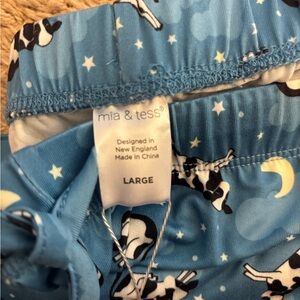 mia & tess®
Designed in
New England
Made in China
LARGE